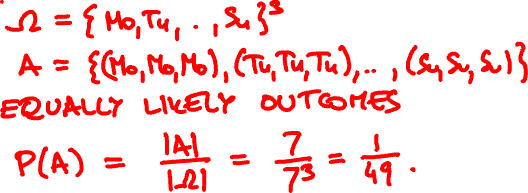 Ω = {Mo, Tu, .., Su}³
A = {(Mo, Mo, Mo), (Tu, Tu, Tu), .., (Su, Su, Su)}
EQUALLY LIKELY OUTCOMES
P(A) = |A| / |Ω| = 7 / 7³ = 1 / 49 .